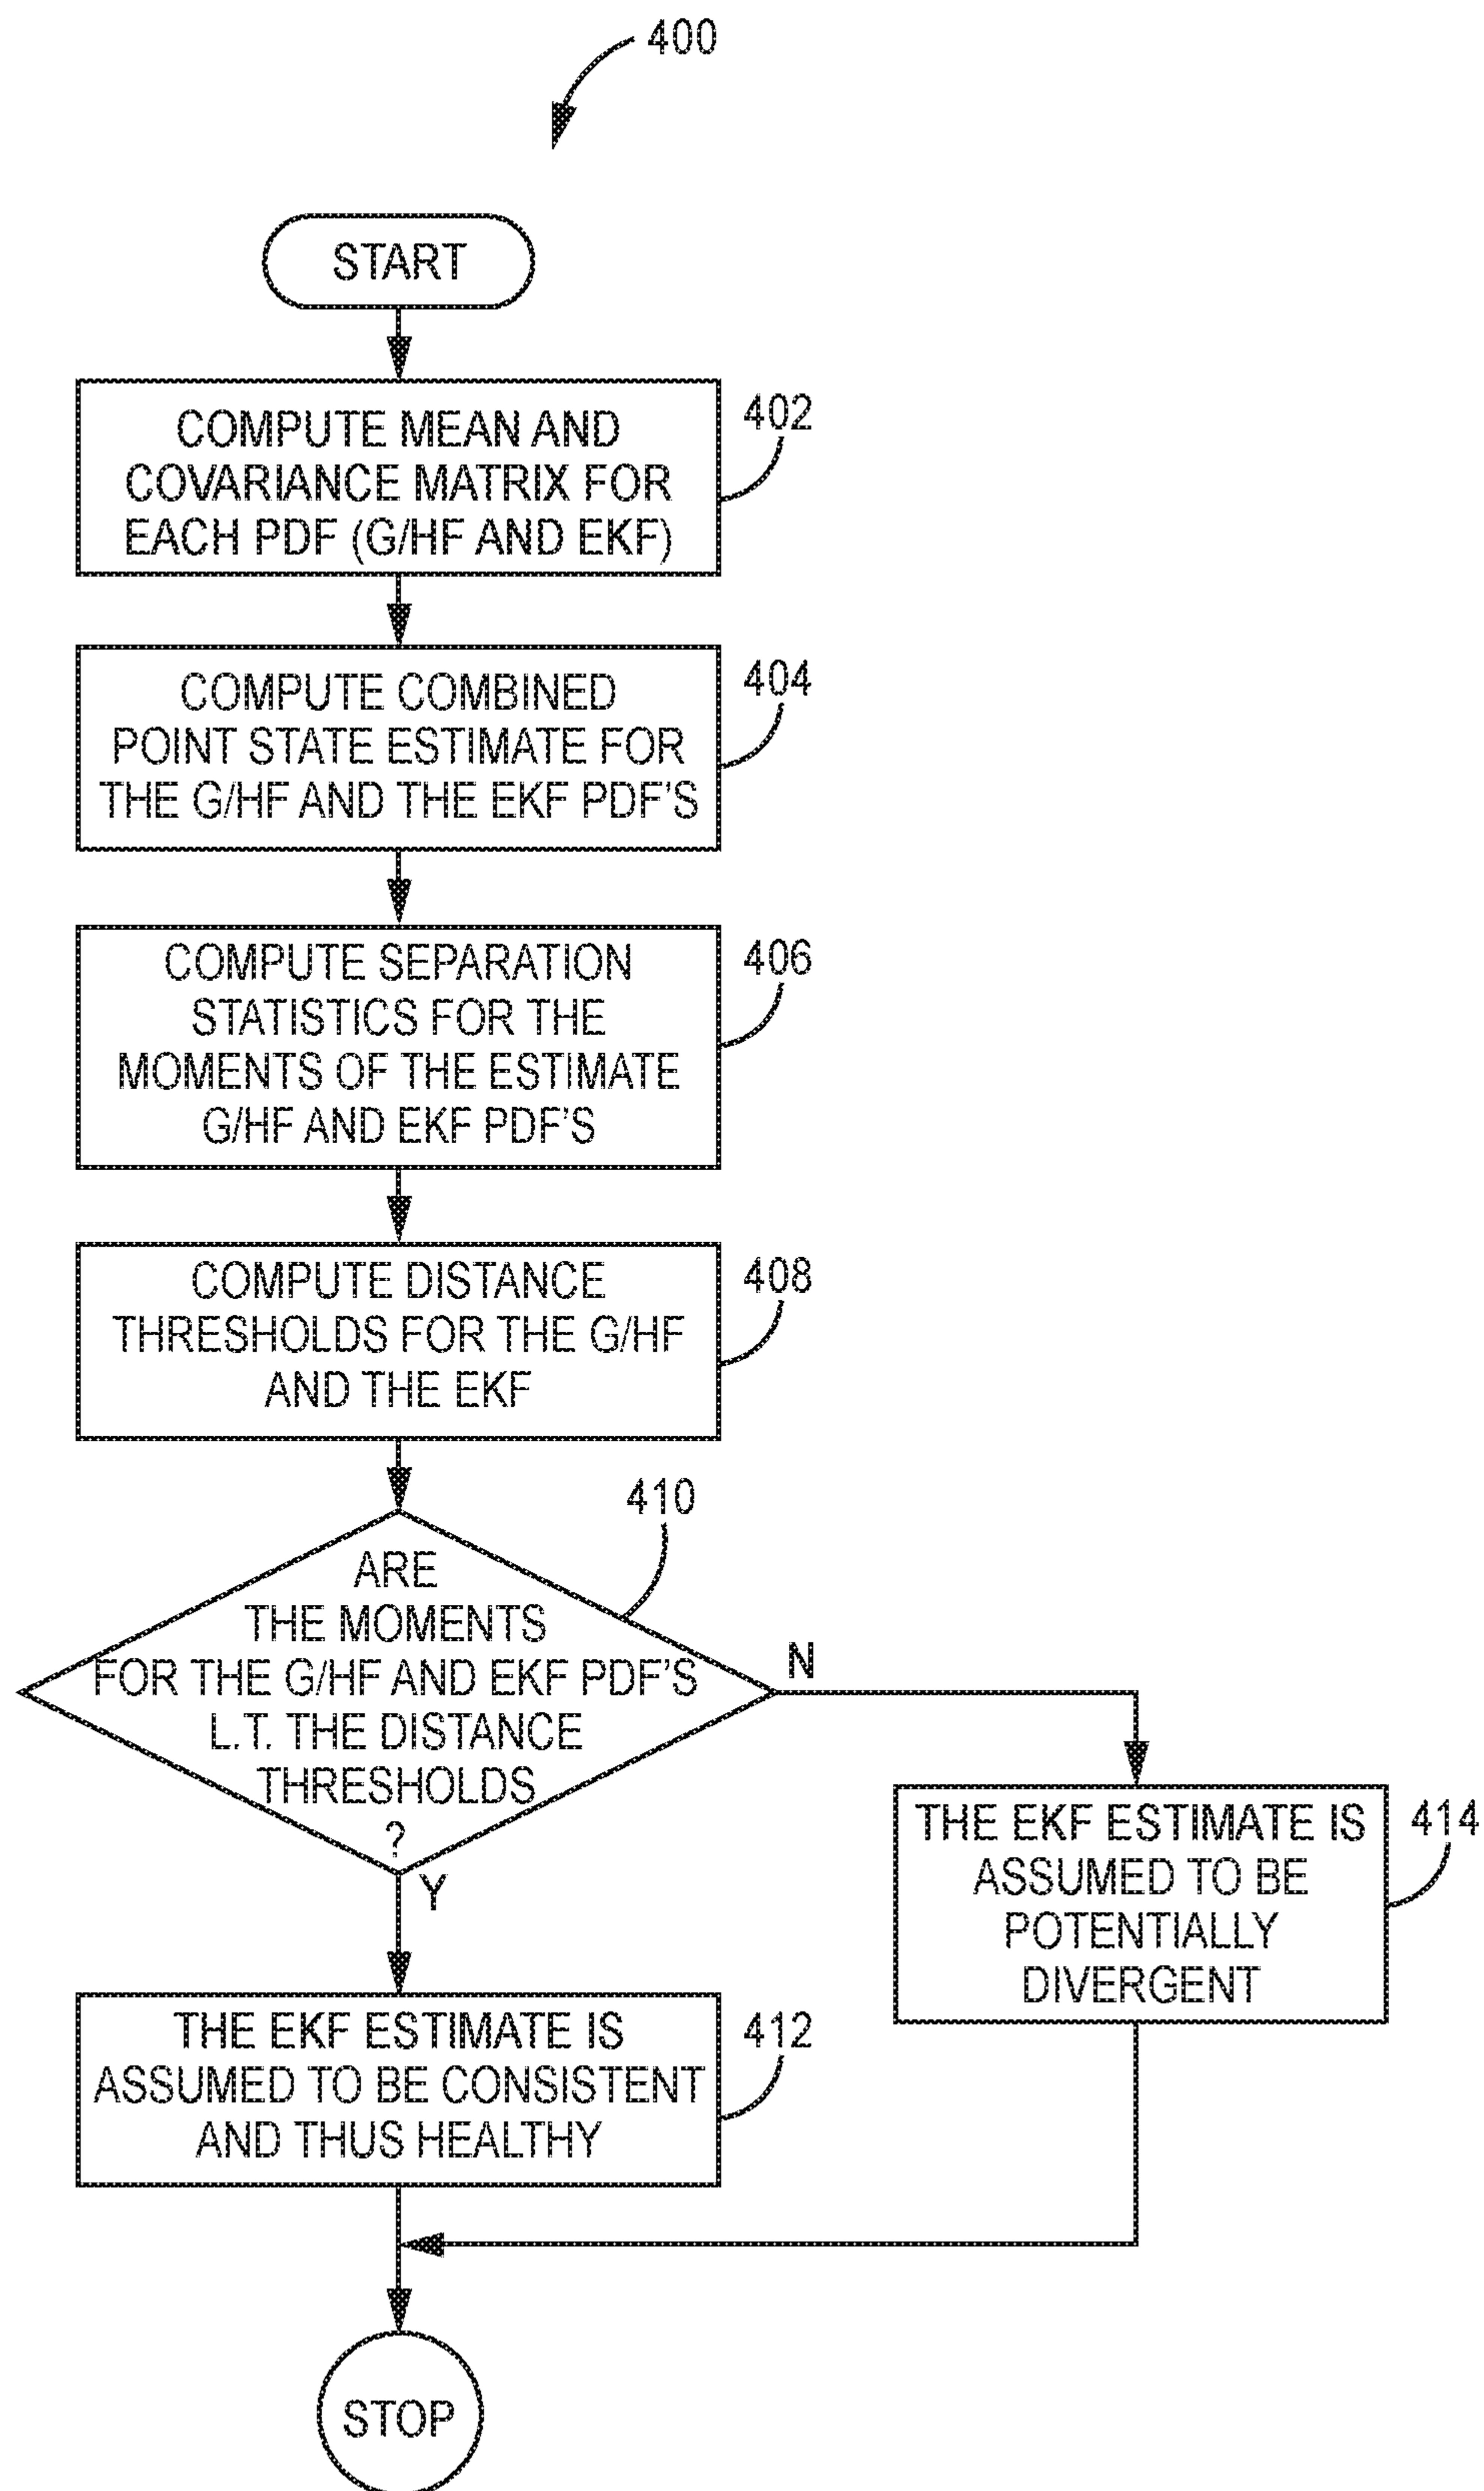 400
START
COMPUTE MEAN AND
COVARIANCE MATRIX FOR
EACH PDF (G/HF AND EKF)
402
COMPUTE COMBINED
POINT STATE ESTIMATE FOR
THE G/HF AND THE EKF PDF'S
404
COMPUTE SEPARATION
STATISTICS FOR THE
MOMENTS OF THE ESTIMATE
G/HF AND EKF PDF'S
406
COMPUTE DISTANCE
THRESHOLDS FOR THE G/HF
AND THE EKF
408
410
ARE
THE MOMENTS
FOR THE G/HF AND EKF PDF'S
L.T. THE DISTANCE
THRESHOLDS
?
N
Y
THE EKF ESTIMATE IS
ASSUMED TO BE
POTENTIALLY
DIVERGENT
414
THE EKF ESTIMATE IS
ASSUMED TO BE CONSISTENT
AND THUS HEALTHY
412
STOP